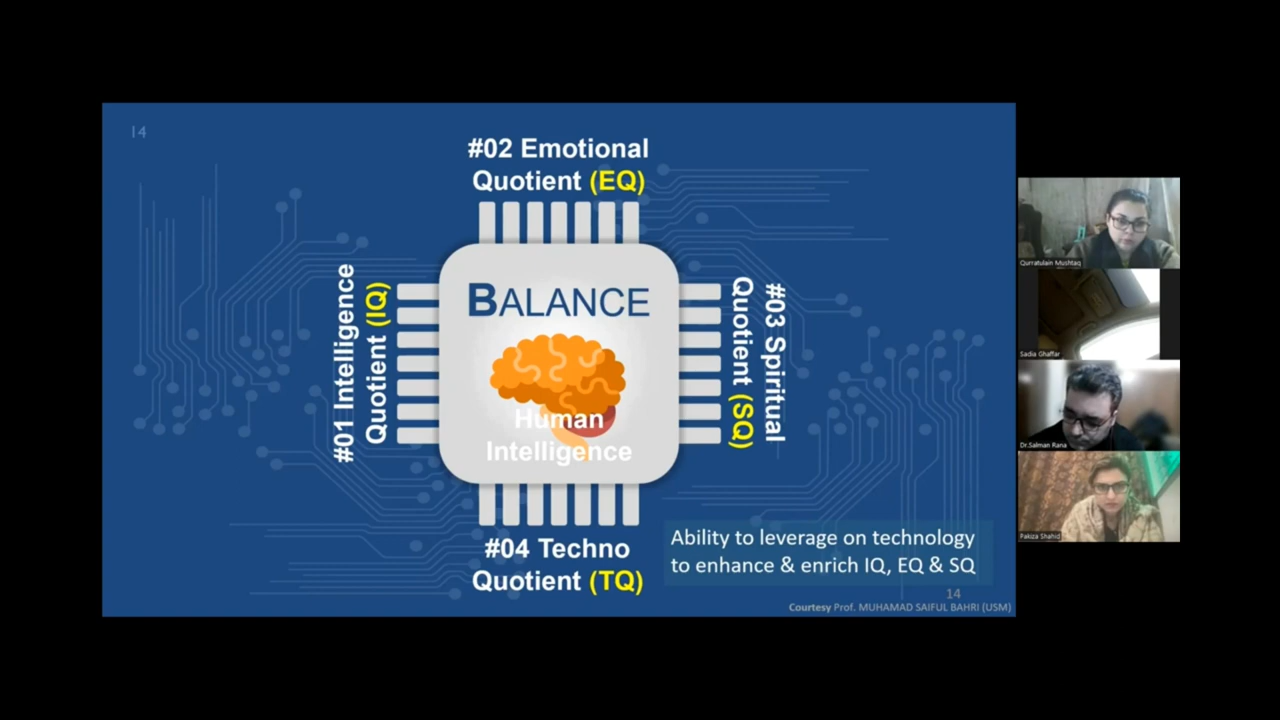 14
#02 Emotional
Quotient (EQ)
#01 Intelligence
Quotient (IQ)
BALANCE
Human
Intelligence
#03 Spiritual
Quotient (SQ)
#04 Techno
Quotient (TQ)
Ability to leverage on technology
to enhance & enrich IQ, EQ & SQ
14
Courtesy Prof. MUHAMAD SAIFUL BAHRI (USM)
Qurratulain Mushtaq
Sadia Ghaffar
Dr.Salman Rana
Pakiza Shahid